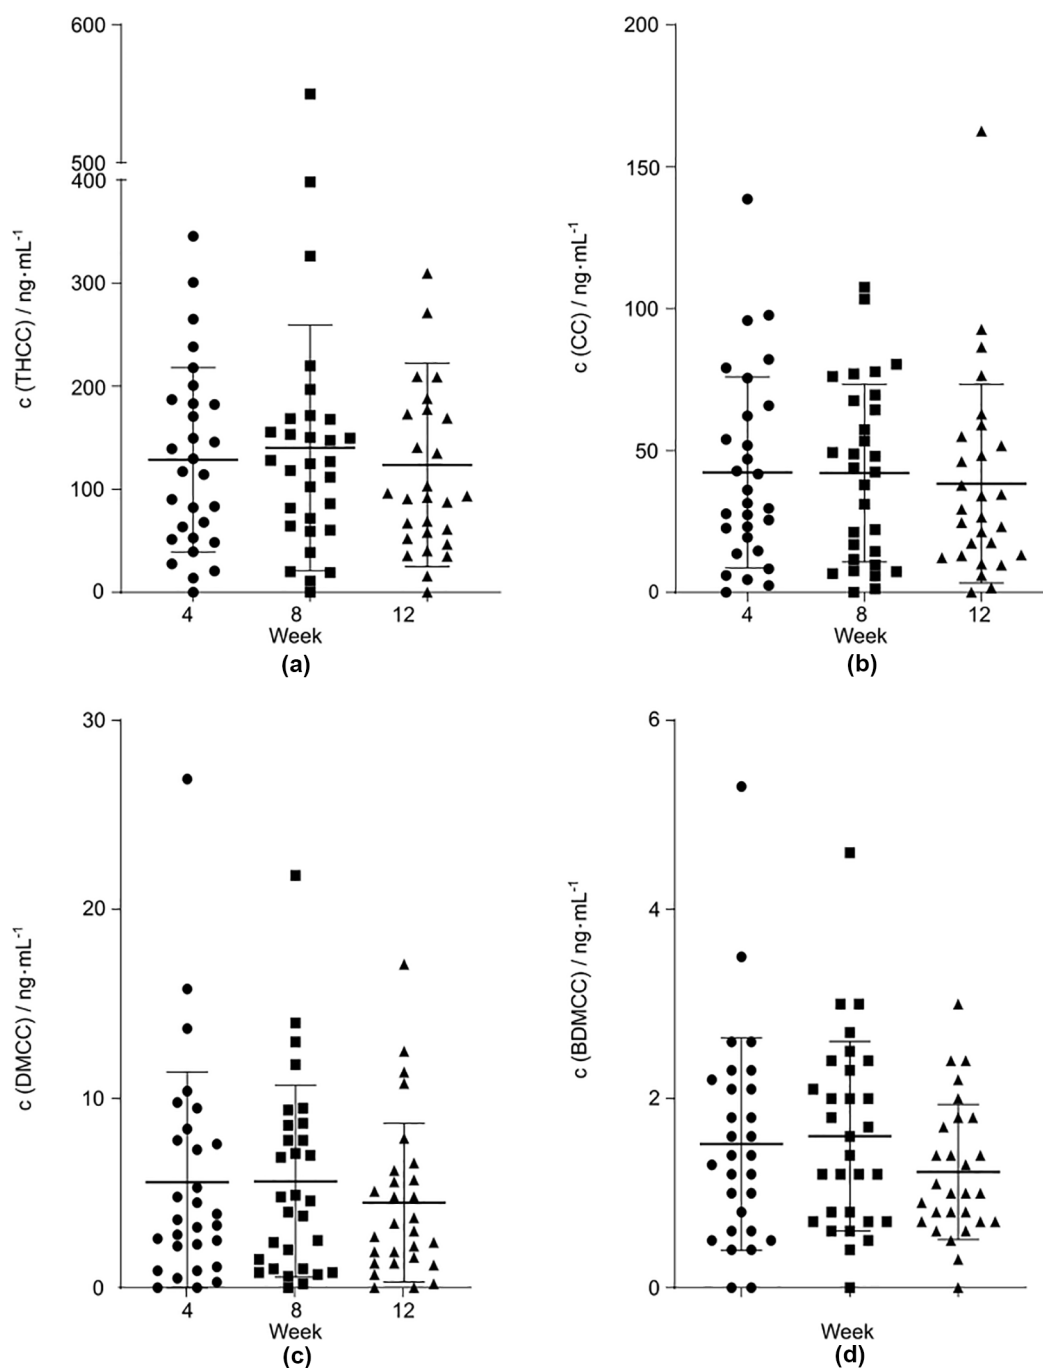 600
500
400
300
200
100
0
c (THCC) / ng·mL-1
4 8 12
Week
(a)
200
150
100
50
0
c (CC) / ng·mL-1
4 8 12
Week
(b)
30
20
10
0
c (DMCC) / ng·mL-1
4 8 12
Week
(c)
6
4
2
0
c (BDMCC) / ng·mL-1
Week
(d)